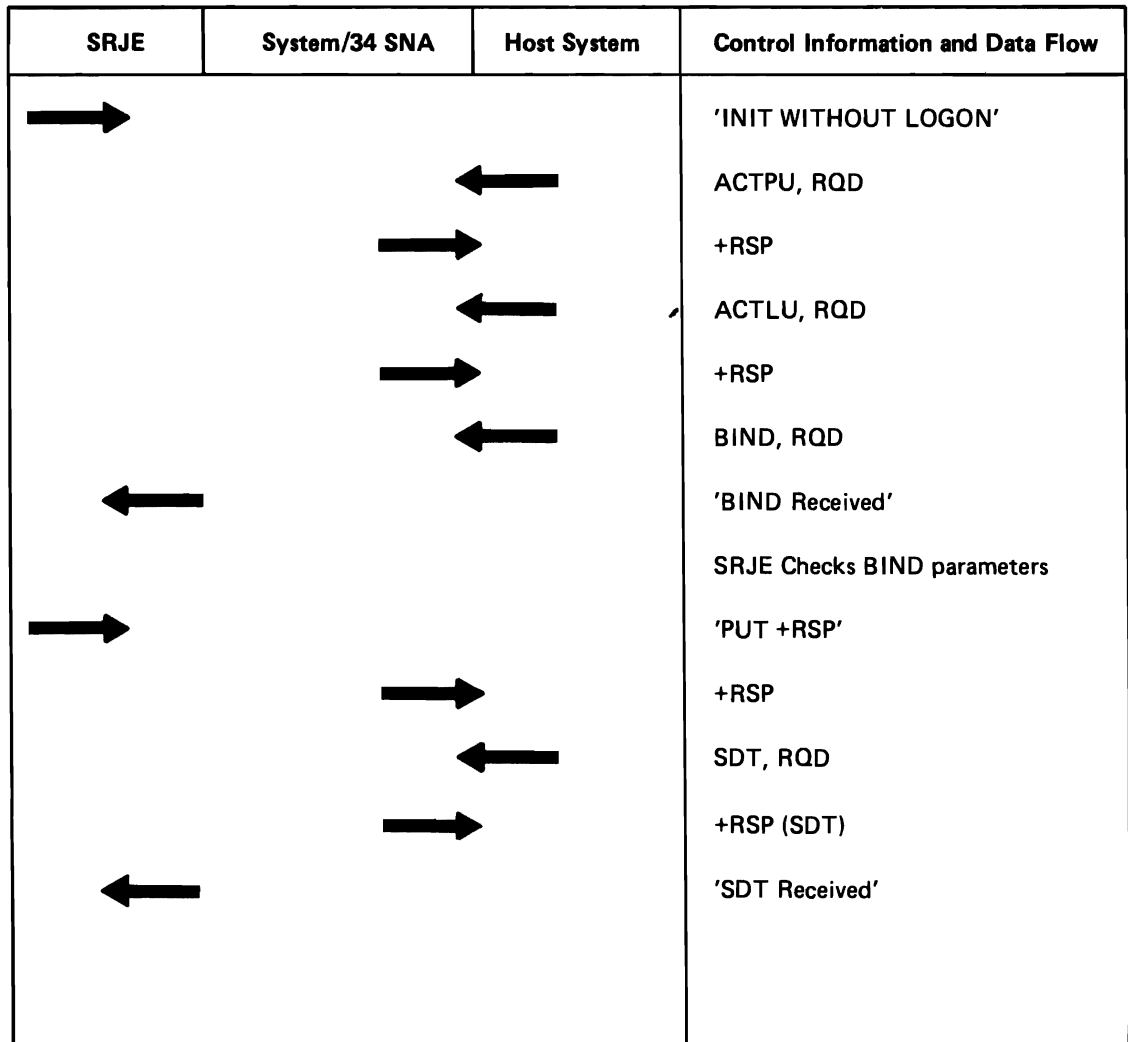 SRJE System/34 SNA Host System Control Information and Data Flow
'INIT WITHOUT LOGON'
ACTPU, RQD
+RSP
ACTLU, RQD
+RSP
BIND, RQD
'BIND Received'
SRJE Checks BIND parameters
'PUT +RSP'
+RSP
SDT, RQD
+RSP (SDT)
'SDT Received'